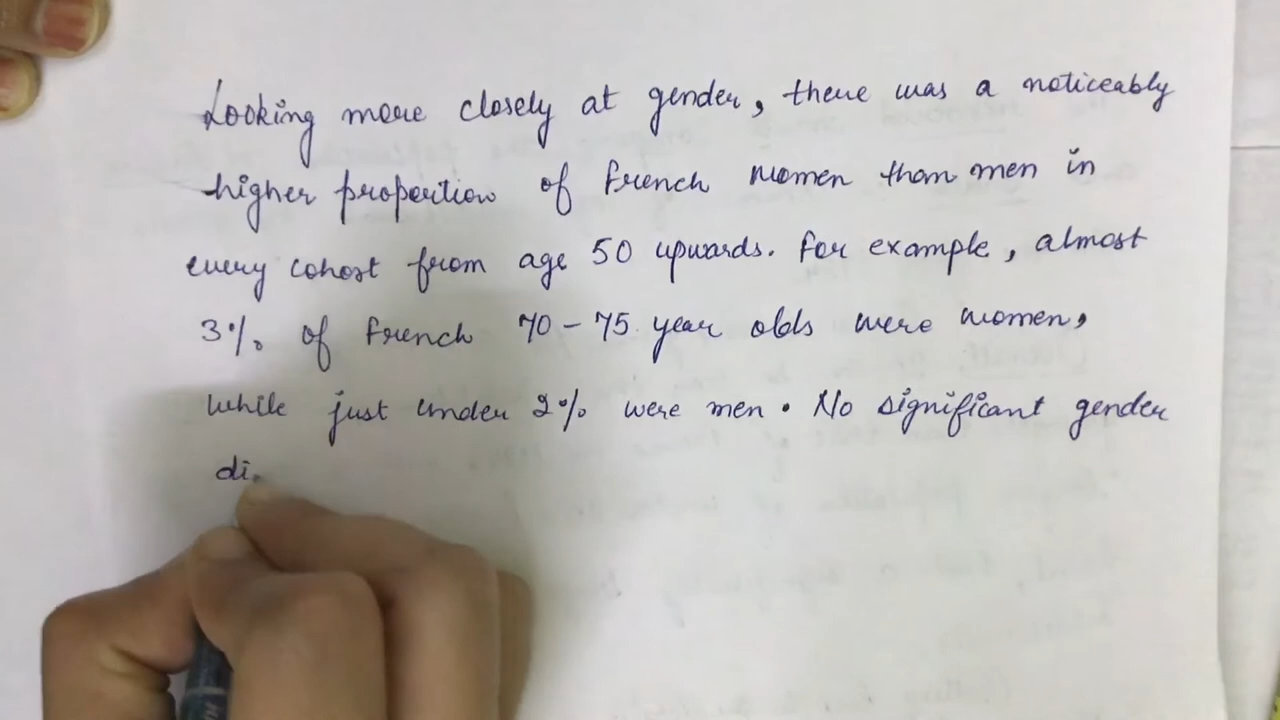 Looking more closely at gender, there was a noticeably
higher proportion of French women than men in
every cohort from age 50 upwards. For example, almost
3% of French 70-75 year olds were women,
while just under 2% were men. No significant gender
di